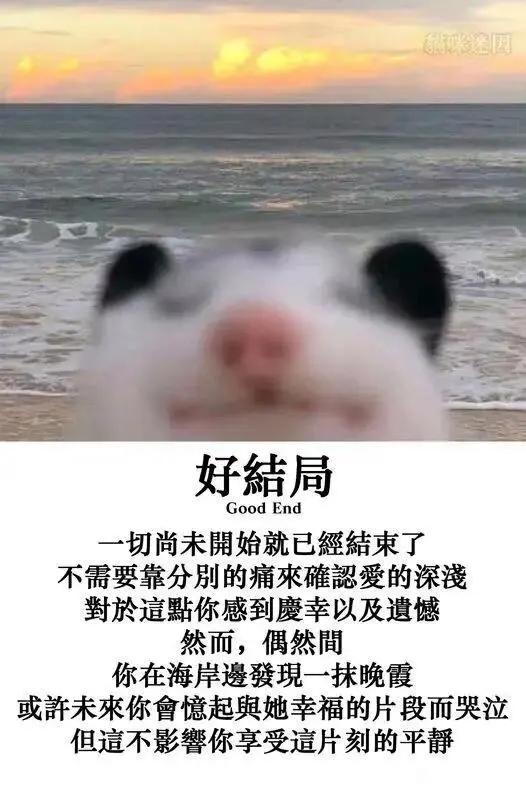 貓咪迷因
好結局
Good End
一切尚未開始就已經結束了
不需要靠分別的痛來確認愛的深淺
對於這點你感到慶幸以及遺憾
然而，偶然間
你在海岸邊發現一抹晚霞
或許未來你會憶起與她幸福的片段而哭泣
但這不影響你享受這片刻的平靜